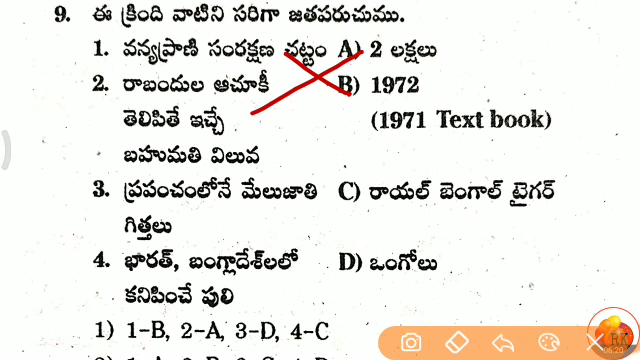 9. ఈ క్రింది వాటిని సరిగా జతపరుచుము.
1. వన్యప్రాణి సంరక్షణ చట్టం A) 2 లక్షలు
2. రాబందుల ఆచూకీ B) 1972
తెలిపితే ఇచ్చే (1971 Text book)
బహుమతి విలువ
3. ప్రపంచంలోనే మేలుజాతి C) రాయల్ బెంగాల్ టైగర్
గిత్తలు
4. భారత్, బంగ్లాదేశ్‌లలో D) ఒంగోలు
కనిపించే పులి
1) 1-B, 2-A, 3-D, 4-C